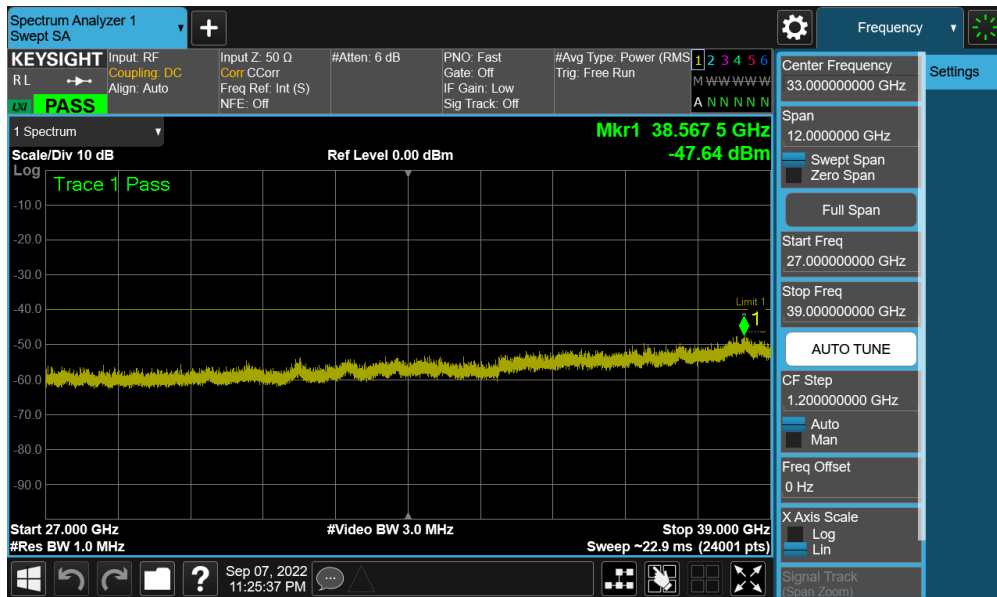 Spectrum Analyzer 1
Swept SA
+
Frequency
KEYSIGHT
R L
LXI PASS
Input: RF
Coupling: DC
Align: Auto
Input Z: 50 Ω
Corr CCorr
Freq Ref: Int (S)
NFE: Off
#Atten: 6 dB
PNO: Fast
Gate: Off
IF Gain: Low
Sig Track: Off
#Avg Type: Power (RMS
Trig: Free Run
1 2 3 4 5 6
M W W W W W
A N N N N N
1 Spectrum
Scale/Div 10 dB
Ref Level 0.00 dBm
Mkr1 38.567 5 GHz
-47.64 dBm
Log
Trace 1 Pass
-10.0
-20.0
-30.0
-40.0
-50.0
-60.0
-70.0
-80.0
-90.0
Limit 1
1
Start 27.000 GHz
#Video BW 3.0 MHz
Stop 39.000 GHz
#Res BW 1.0 MHz
Sweep ~22.9 ms (24001 pts)
Center Frequency
33.000000000 GHz
Span
12.0000000 GHz
Swept Span
Zero Span
Full Span
Start Freq
27.000000000 GHz
Stop Freq
39.000000000 GHz
AUTO TUNE
CF Step
1.200000000 GHz
Auto
Man
Freq Offset
0 Hz
X Axis Scale
Log
Lin
Signal Track
(Span Zoom)
Settings
?
Sep 07, 2022
11:25:37 PM